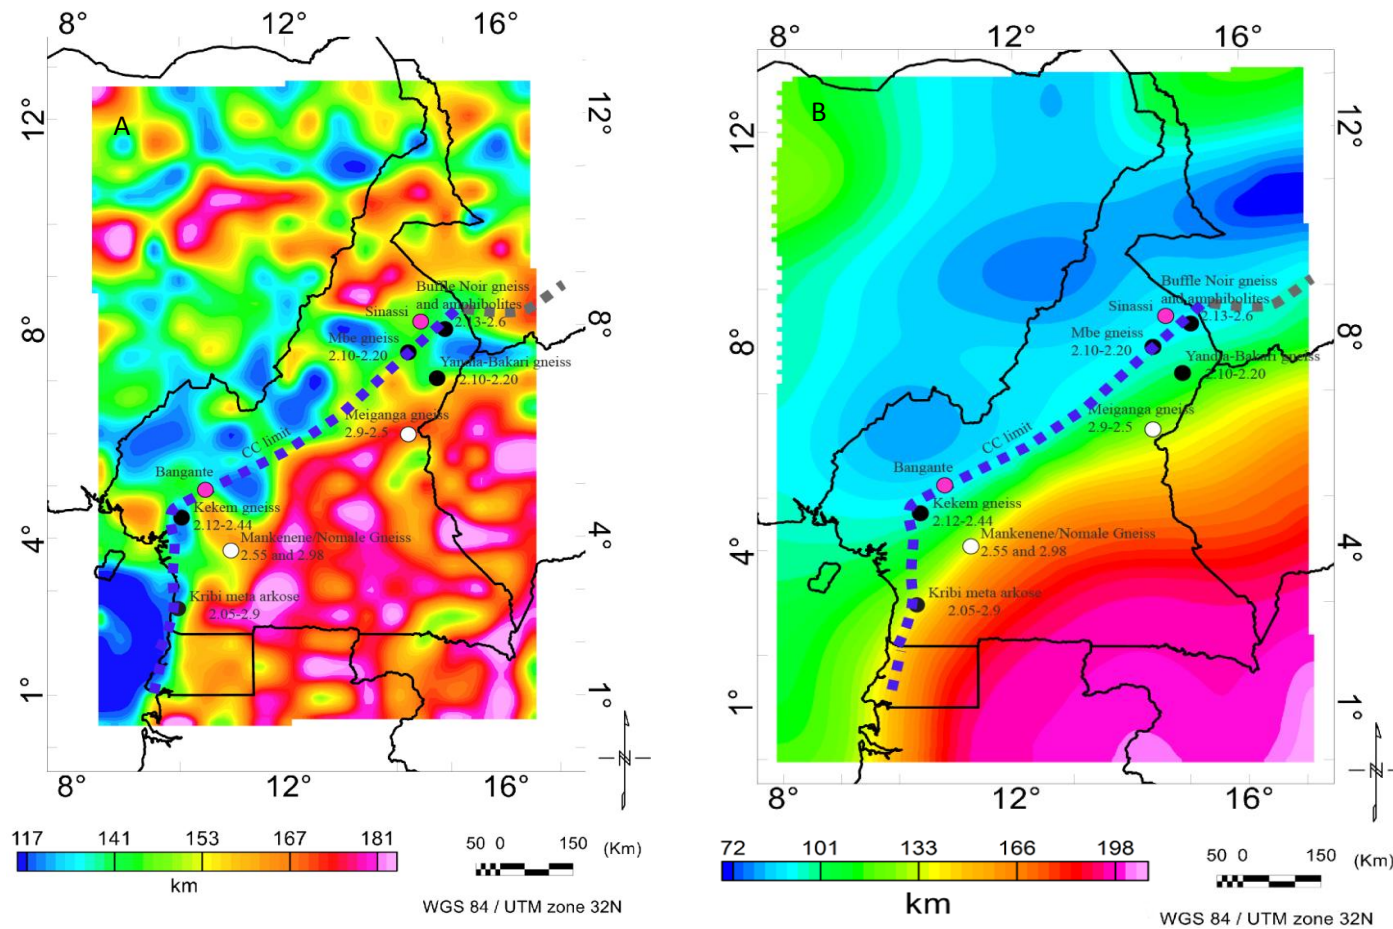 8°
12°
16°
A
12°
12°
8°
8°
4°
4°
1°
1°
Buffle Noir gneiss
and amphibolites
2.13-2.6
Sinassi
Mbe gneiss
2.10-2.20
Yandia-Bakari gneiss
2.10-2.20
Meiganga gneiss
2.9-2.5
CC limit
Bangante
Kekem gneiss
2.12-2.44
Mankenene/Nomale Gneiss
2.55 and 2.98
Kribi meta arkose
2.05-2.9
N
8°
12°
16°
117
141
153
167
181
km
50 0
150
(Km)
WGS 84 / UTM zone 32N
8°
12°
16°
B
12°
12°
8°
8°
4°
4°
1°
1°
Buffle Noir gneiss
and amphibolites
2.13-2.6
Sinassi
Mbe gneiss
2.10-2.20
Yandia-Bakari gneiss
2.10-2.20
Meiganga gneiss
2.9-2.5
CC limit
Bangante
Kekem gneiss
2.12-2.44
Mankenene/Nomale Gneiss
2.55 and 2.98
Kribi meta arkose
2.05-2.9
N
8°
12°
16°
72
101
133
166
198
km
50 0
150
(Km)
WGS 84 / UTM zone 32N